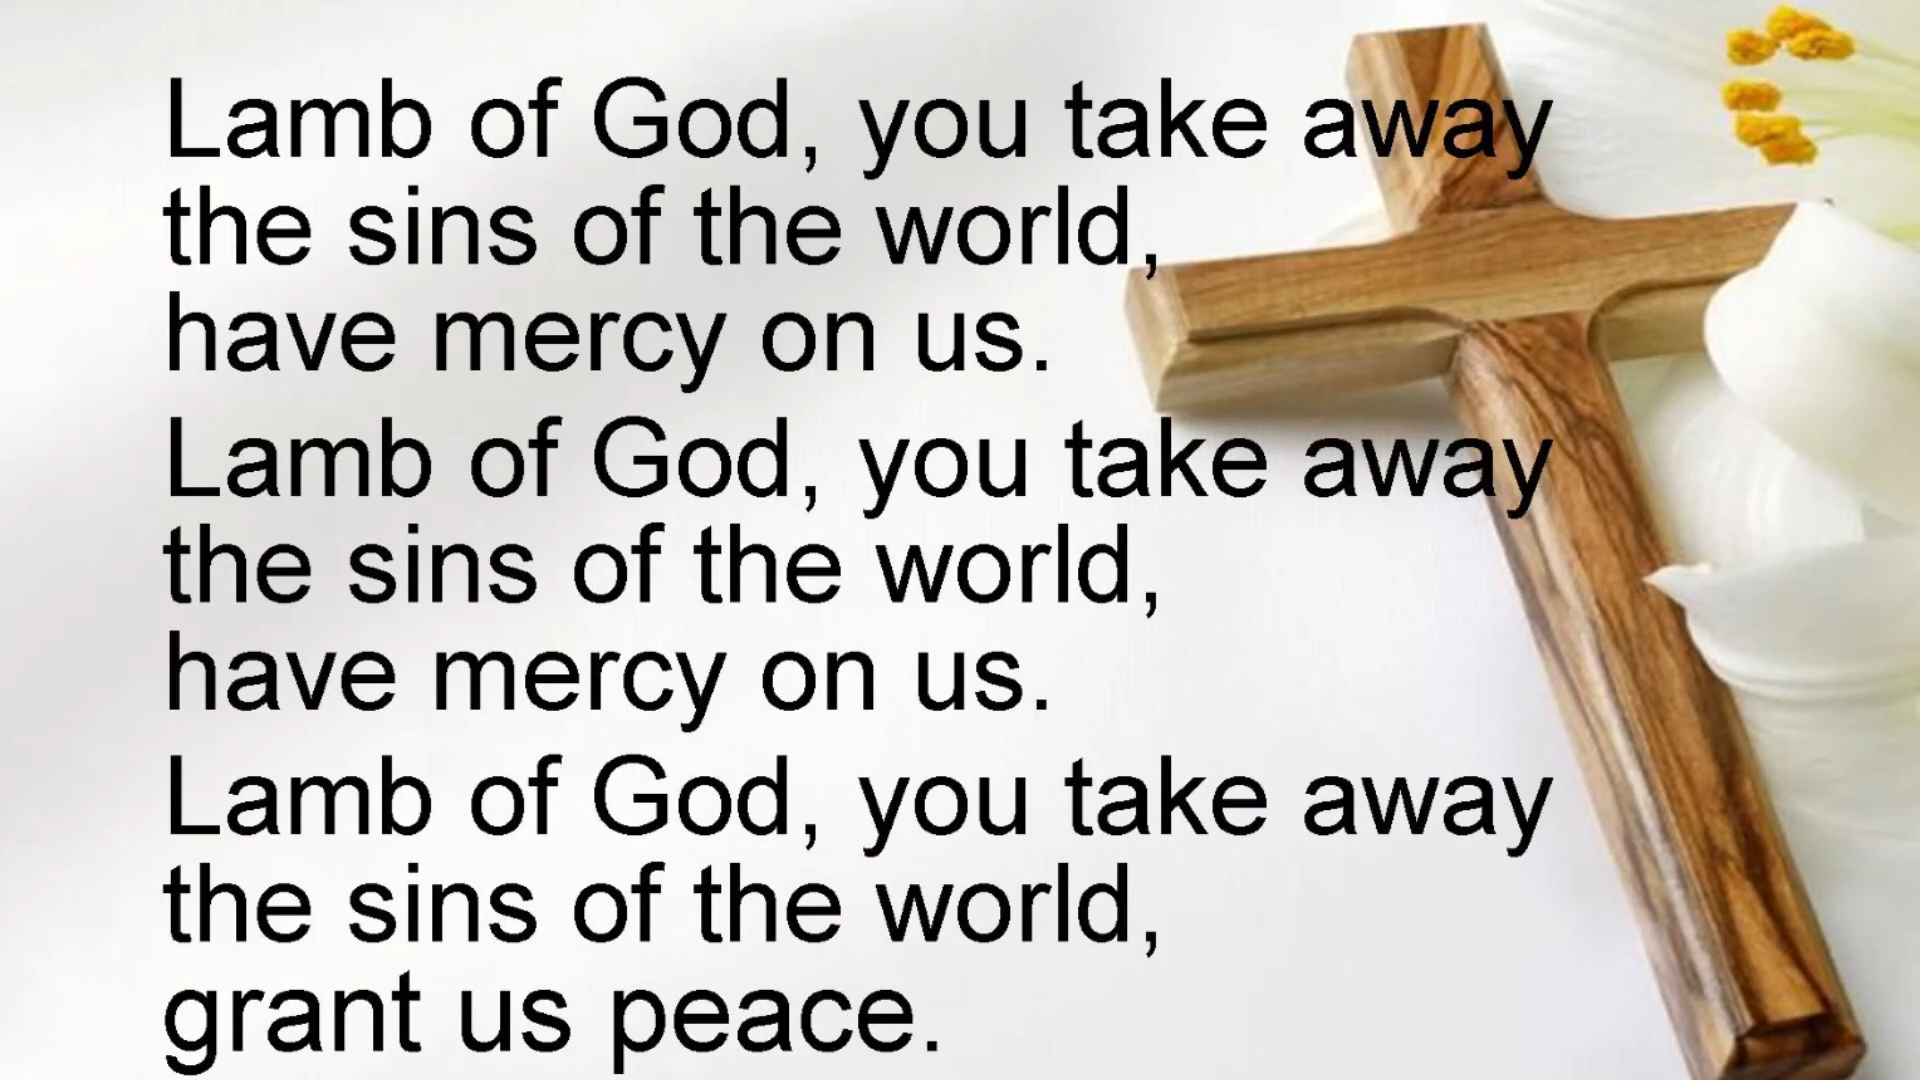 Lamb of God, you take away
the sins of the world,
have mercy on us.
Lamb of God, you take away
the sins of the world,
have mercy on us.
Lamb of God, you take away
the sins of the world,
grant us peace.